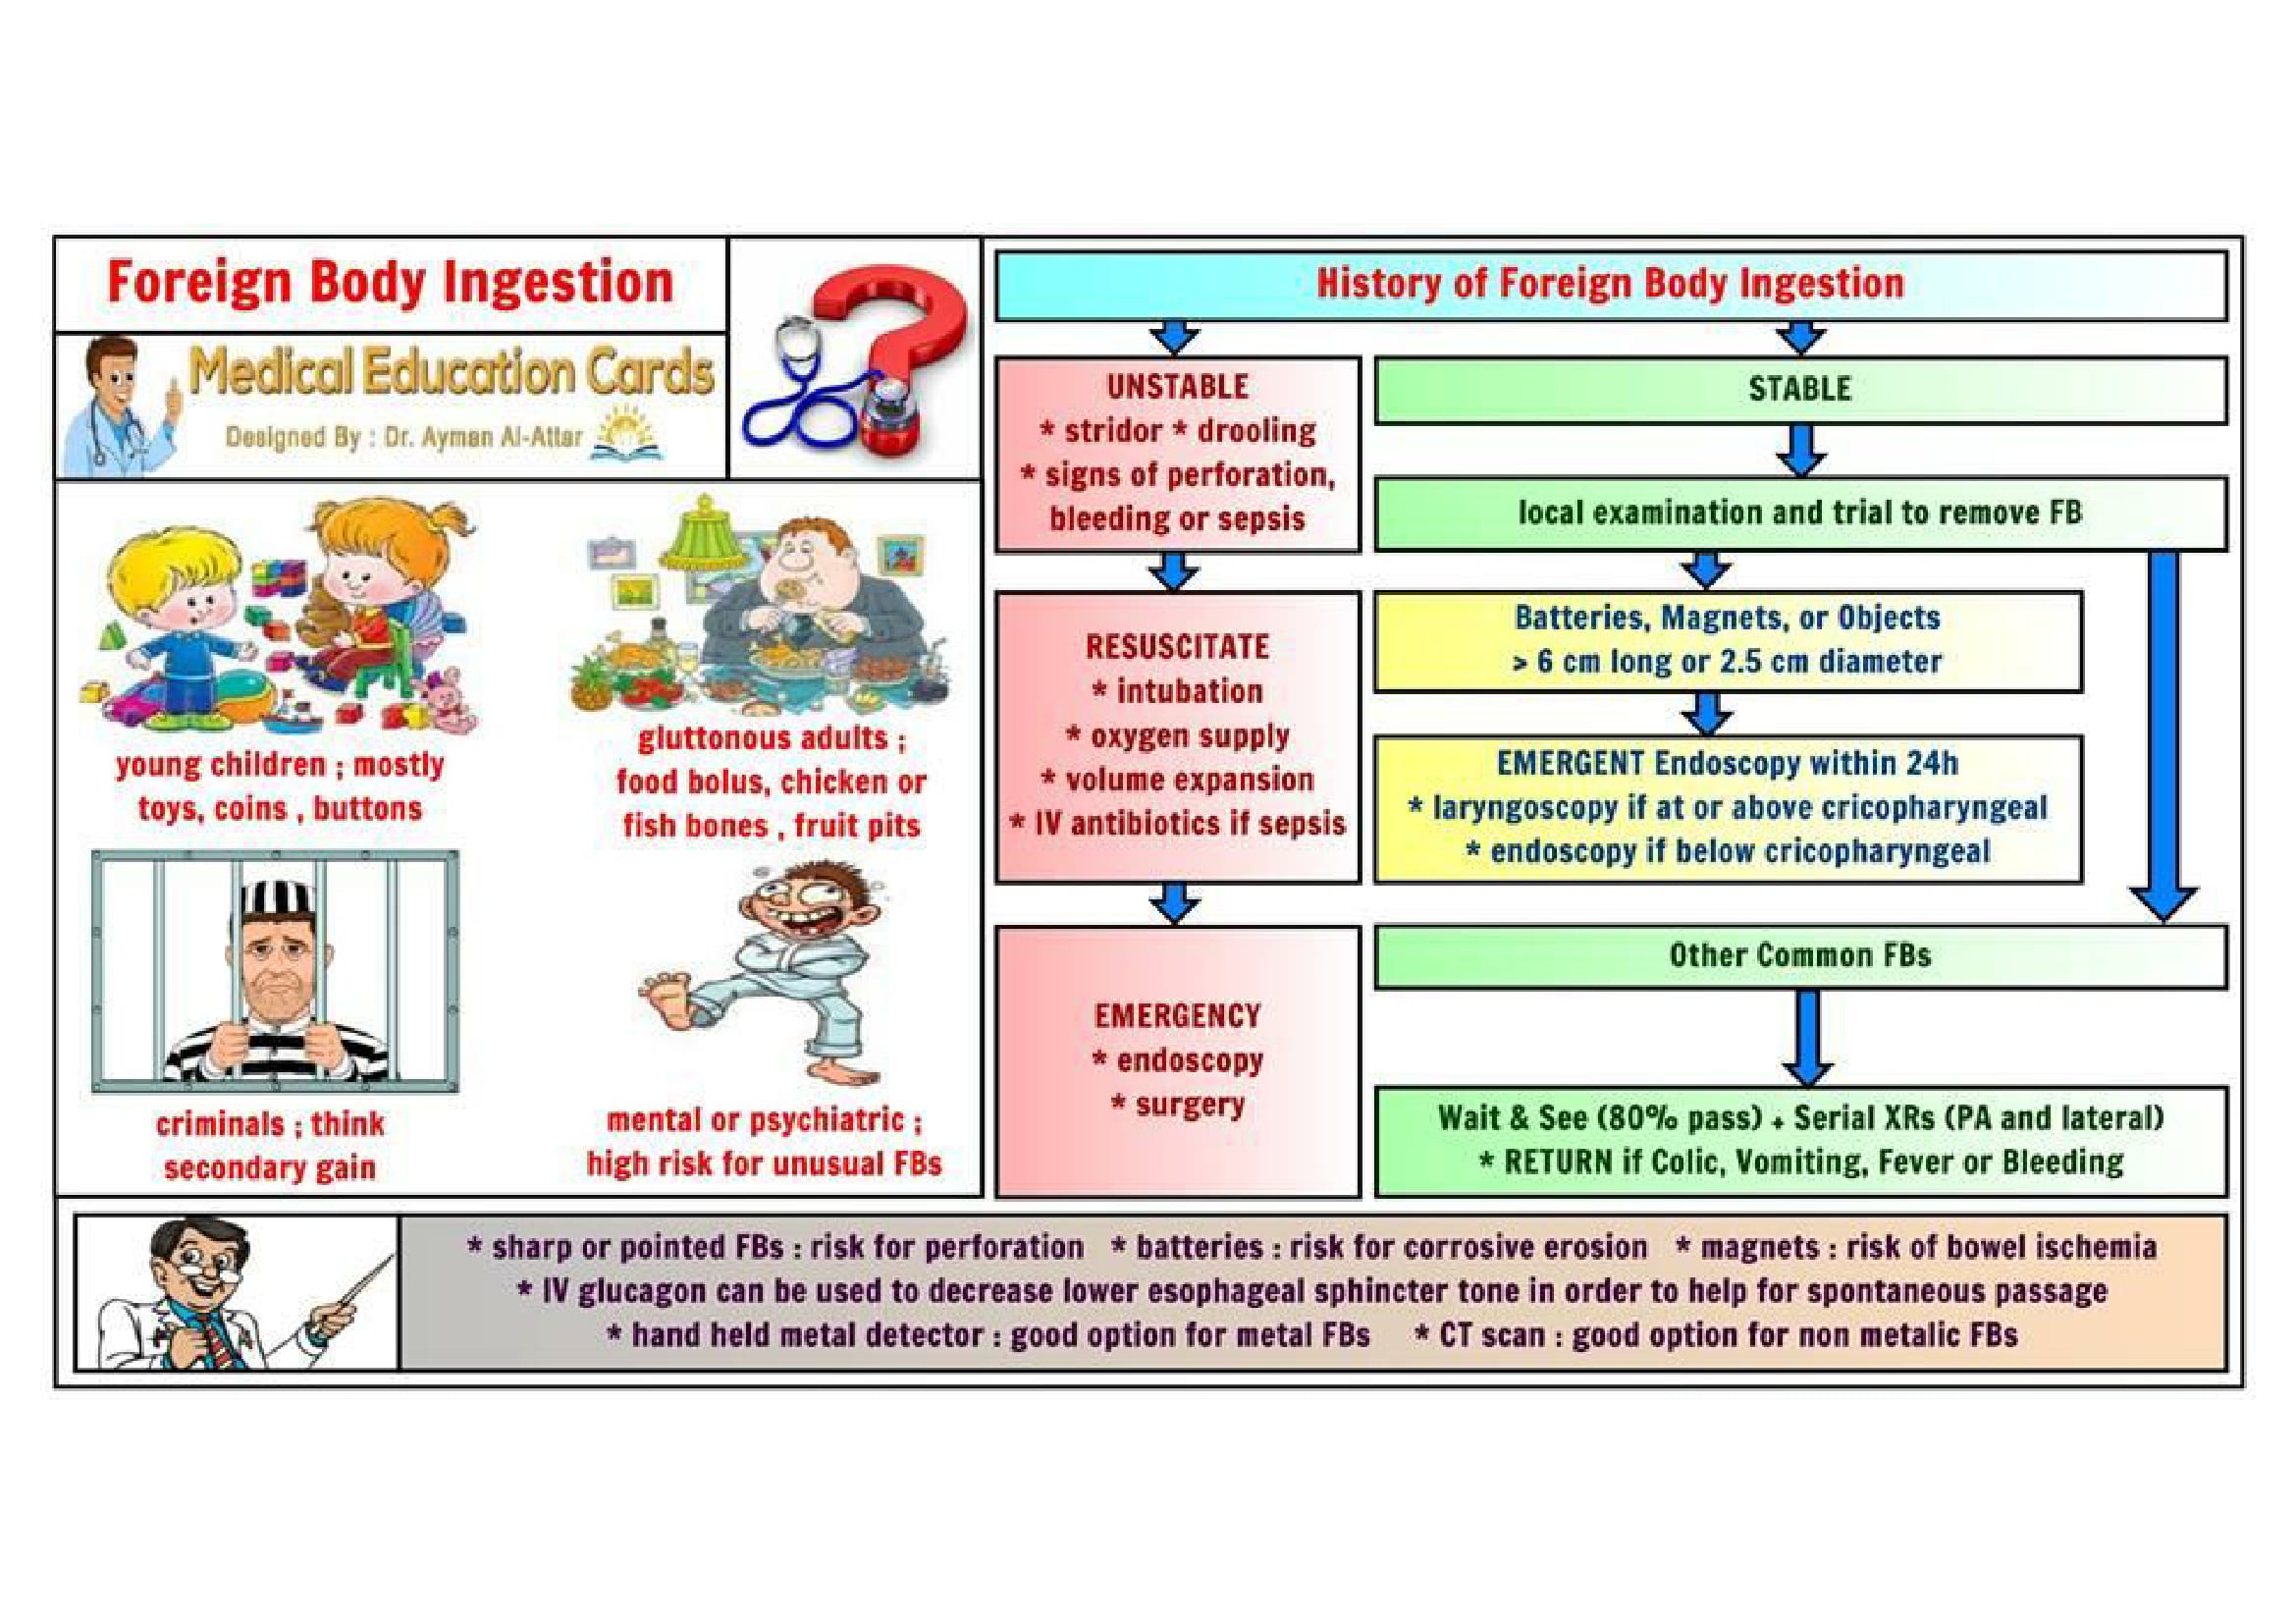 Foreign Body Ingestion
Medical Education Cards
Designed By : Dr. Ayman Al-Attar
young children ; mostly
toys, coins , buttons
gluttonous adults ;
food bolus, chicken or
fish bones , fruit pits
criminals ; think
secondary gain
mental or psychiatric ;
high risk for unusual FBs
History of Foreign Body Ingestion
UNSTABLE
* stridor * drooling
* signs of perforation,
bleeding or sepsis
RESUSCITATE
* intubation
* oxygen supply
* volume expansion
* IV antibiotics if sepsis
EMERGENCY
* endoscopy
* surgery
STABLE
local examination and trial to remove FB
Batteries, Magnets, or Objects
> 6 cm long or 2.5 cm diameter
EMERGENT Endoscopy within 24h
* laryngoscopy if at or above cricopharyngeal
* endoscopy if below cricopharyngeal
Other Common FBs
Wait & See (80% pass) + Serial XRs (PA and lateral)
* RETURN if Colic, Vomiting, Fever or Bleeding
* sharp or pointed FBs : risk for perforation * batteries : risk for corrosive erosion * magnets : risk of bowel ischemia
* IV glucagon can be used to decrease lower esophageal sphincter tone in order to help for spontaneous passage
* hand held metal detector : good option for metal FBs * CT scan : good option for non metalic FBs